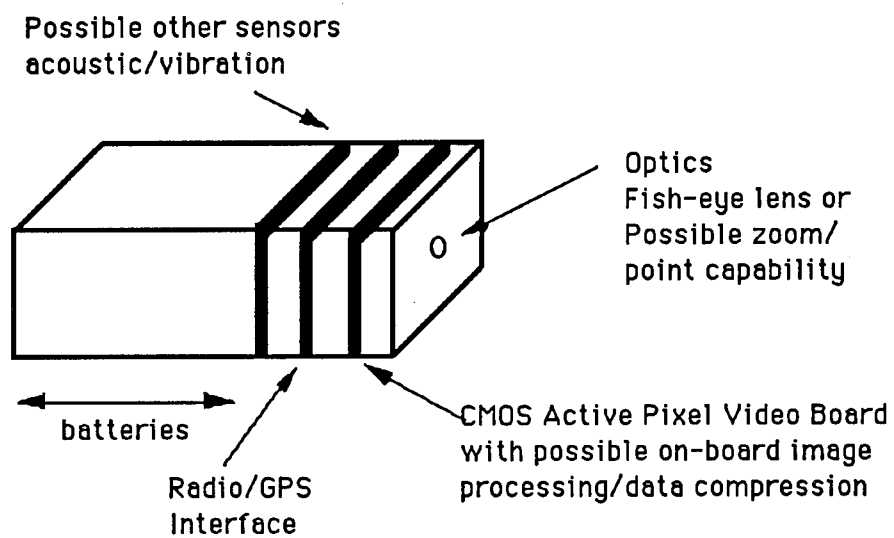 Possible other sensors
acoustic/vibration
Optics
Fish-eye lens or
Possible zoom/
point capability
batteries
CMOS Active Pixel Video Board
with possible on-board image
processing/data compression
Radio/GPS
Interface